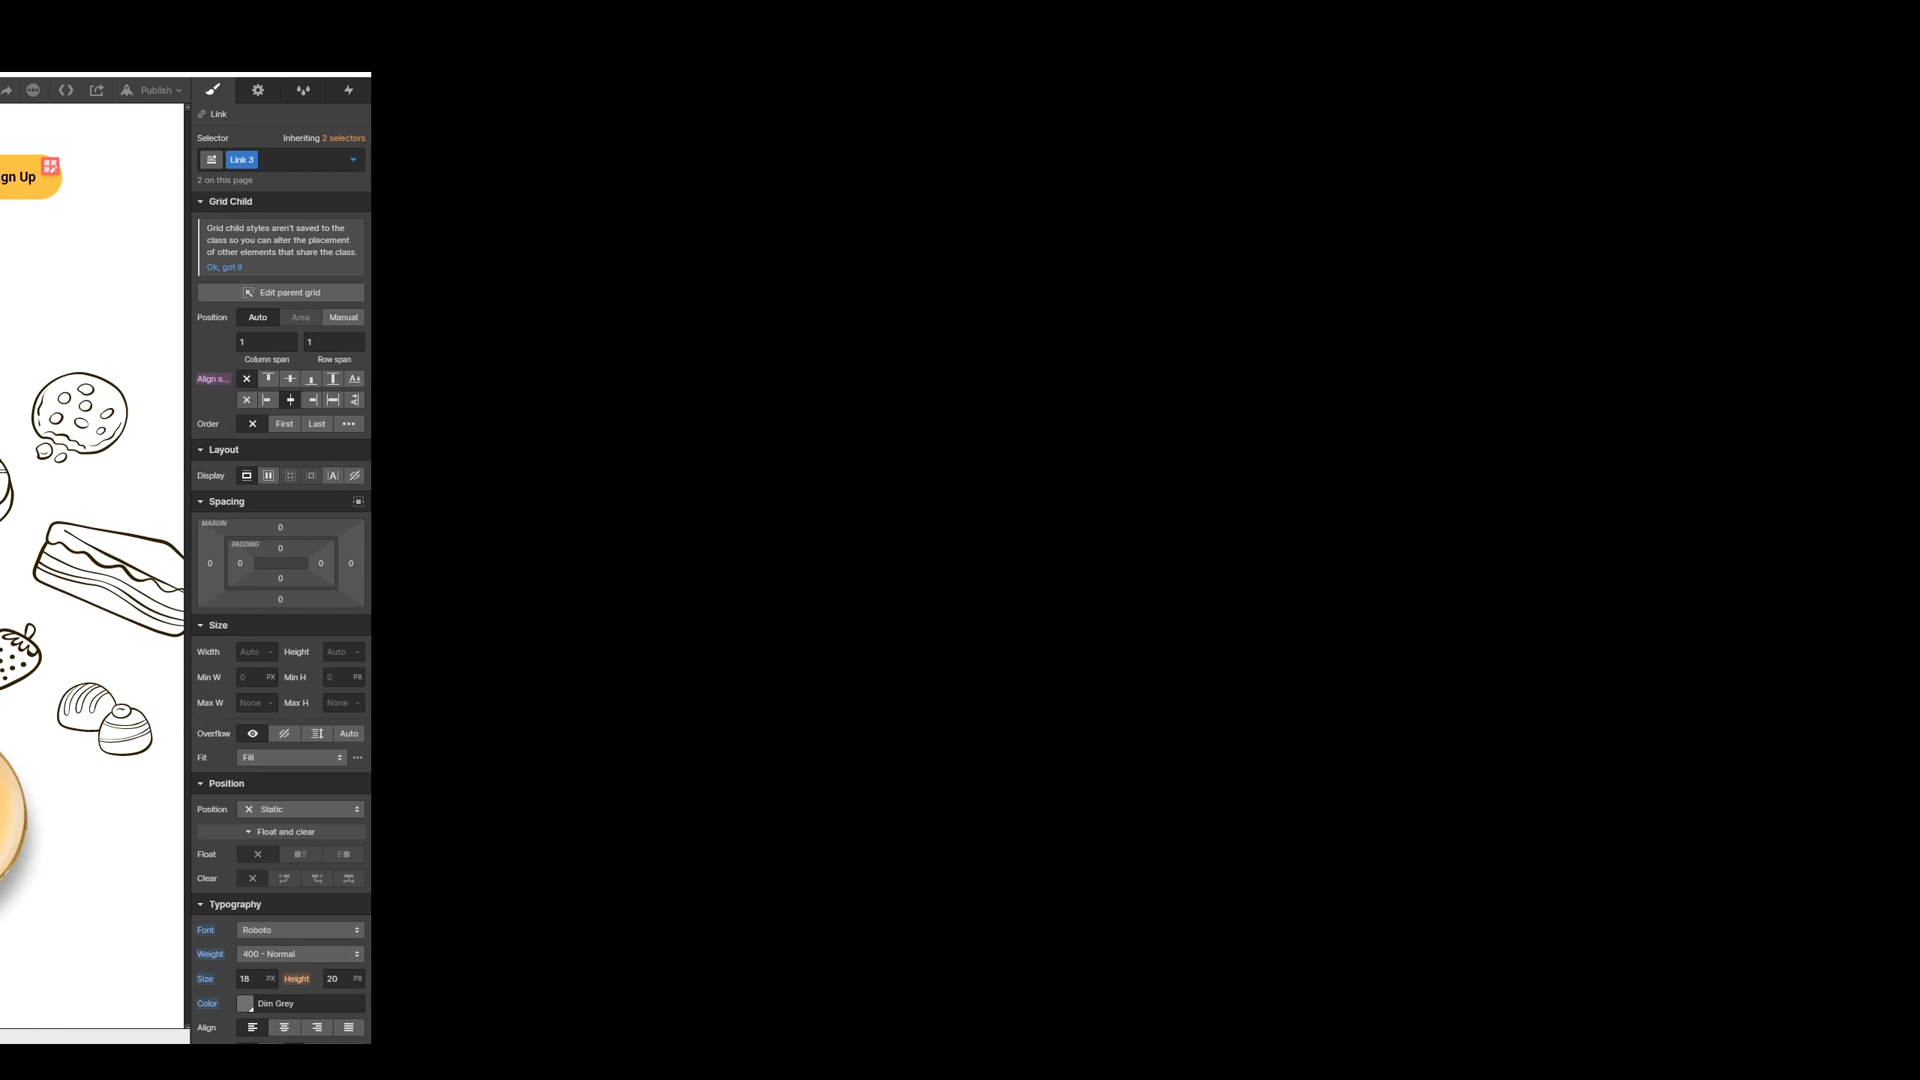 Publish
Link
Selector Inheriting 2 selectors
Link 3
2 on this page
gn Up
Grid Child
Grid child styles aren't saved to the
class so you can alter the placement
of other elements that share the class.
Ok, got it
Edit parent grid
Position Auto Area Manual
1 1
Column span Row span
Align s...
Order First Last
Layout
Display
Spacing
MARGIN 0
PADDING 0
0 0 0 0
0
0
Size
Width Auto - Height Auto -
Min W 0 PX Min H 0 PX
Max W None - Max H None -
Overflow Auto
Fit Fill
Position
Position Static
Float and clear
Float
Clear
Typography
Font Roboto
Weight 400 - Normal
Size 18 PX Height 20 PX
Color Dim Grey
Align